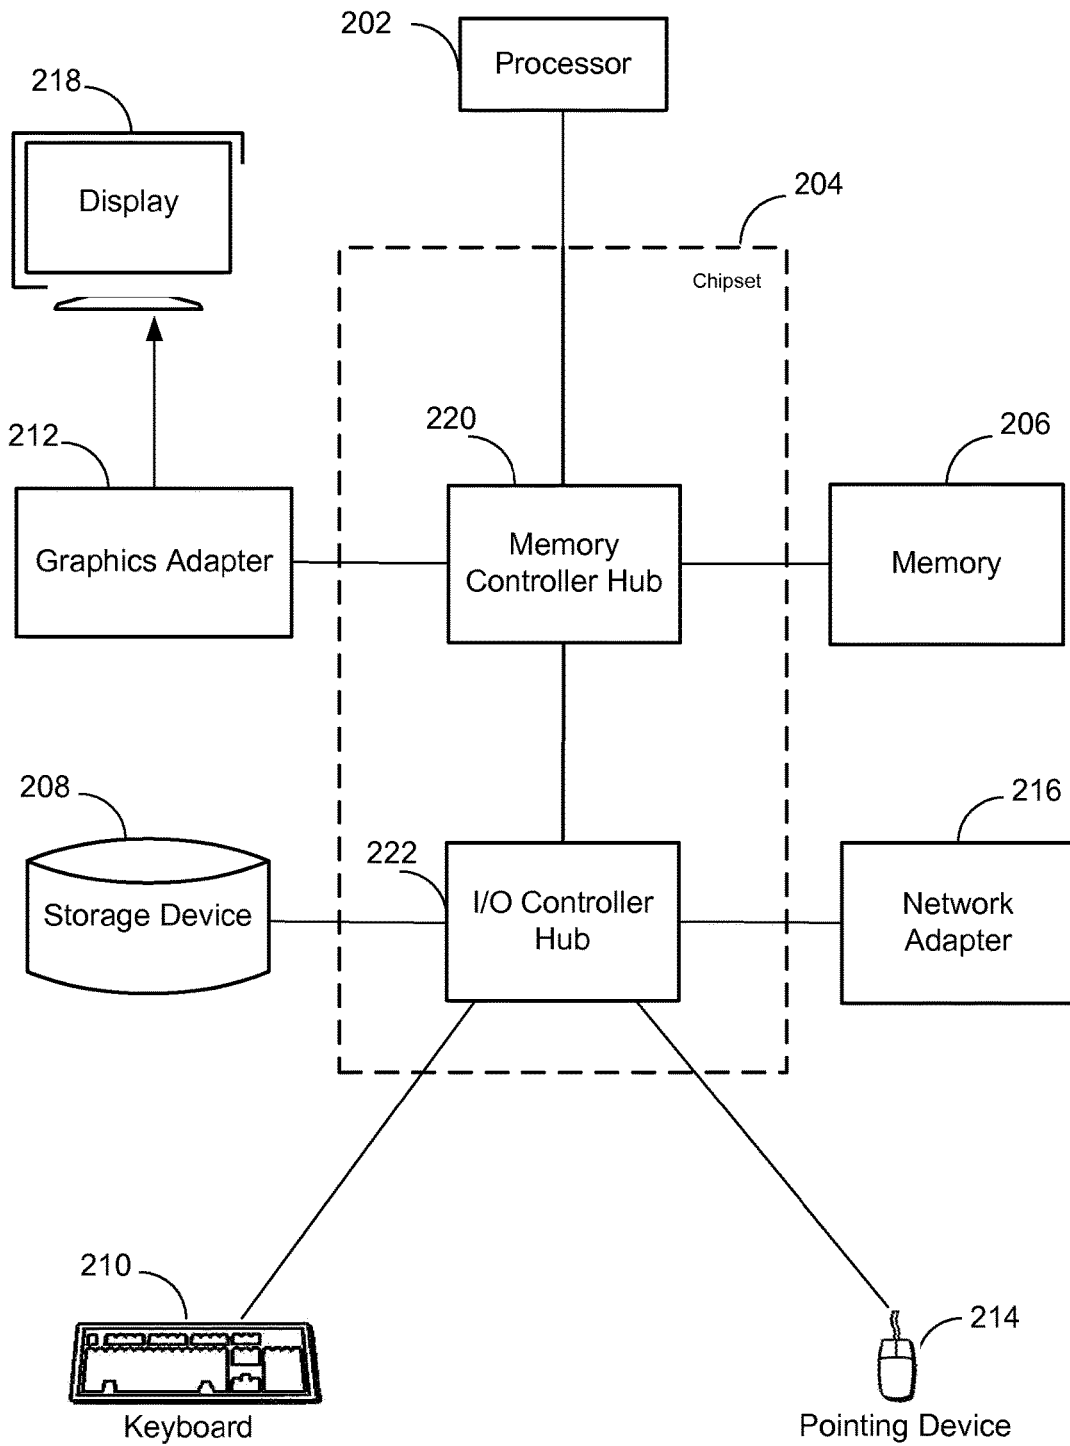 202
Processor
218
Display
204
Chipset
220
212
206
Graphics Adapter
Memory
Controller Hub
Memory
208
216
222
Storage Device
I/O Controller
Hub
Network
Adapter
210
214
Keyboard
Pointing Device